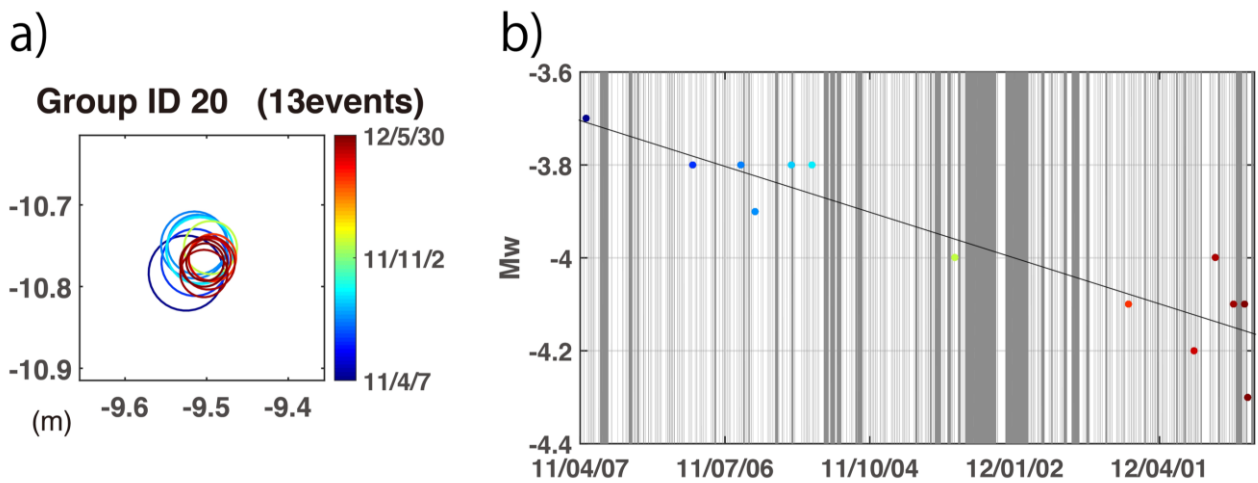 a)
Group ID 20 (13events)
-10.7
-10.8
-10.9
-9.6 -9.5 -9.4
(m)
12/5/30
11/11/2
11/4/7
b)
Mw
-3.6
-3.8
-4
-4.2
-4.4
11/04/07 11/07/06 11/10/04 12/01/02 12/04/01